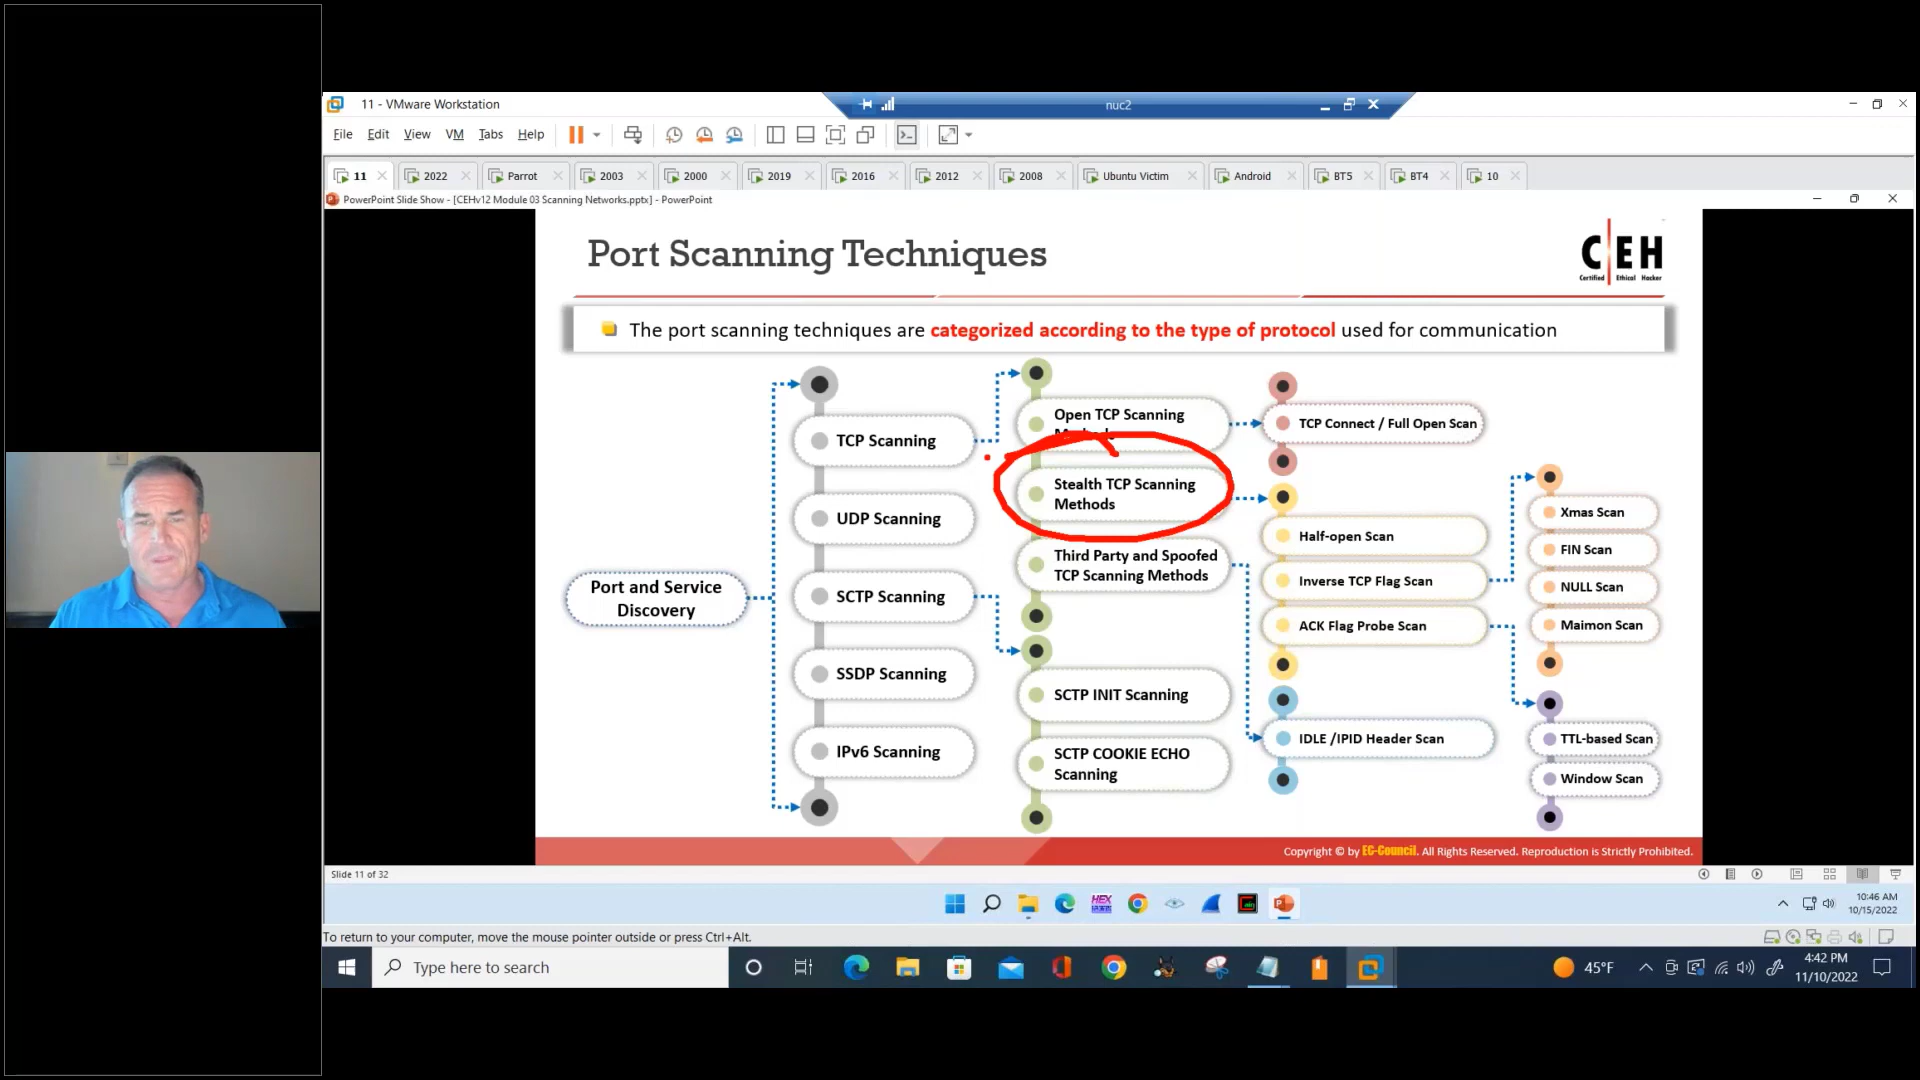 11 - VMware Workstation
nuc2
File Edit View VM Tabs Help
11 2022 Parrot 2003 2000 2019 2016 2012 2008 Ubuntu Victim Android BT5 BT4 10
PowerPoint Slide Show - [CEHv12 Module 03 Scanning Networks.pptx] - PowerPoint
Port Scanning Techniques
CEH
Certified Ethical Hacker
The port scanning techniques are categorized according to the type of protocol used for communication
Port and Service
Discovery
TCP Scanning
UDP Scanning
SCTP Scanning
SSDP Scanning
IPv6 Scanning
Open TCP Scanning
Methods
Stealth TCP Scanning
Methods
Third Party and Spoofed
TCP Scanning Methods
SCTP INIT Scanning
SCTP COOKIE ECHO
Scanning
TCP Connect / Full Open Scan
Half-open Scan
Inverse TCP Flag Scan
ACK Flag Probe Scan
IDLE /IPID Header Scan
Xmas Scan
FIN Scan
NULL Scan
Maimon Scan
TTL-based Scan
Window Scan
Copyright © by EC-Council. All Rights Reserved. Reproduction is Strictly Prohibited.
Slide 11 of 32
HEX
10:46 AM
10/15/2022
To return to your computer, move the mouse pointer outside or press Ctrl+Alt.
Type here to search
45°F
4:42 PM
11/10/2022